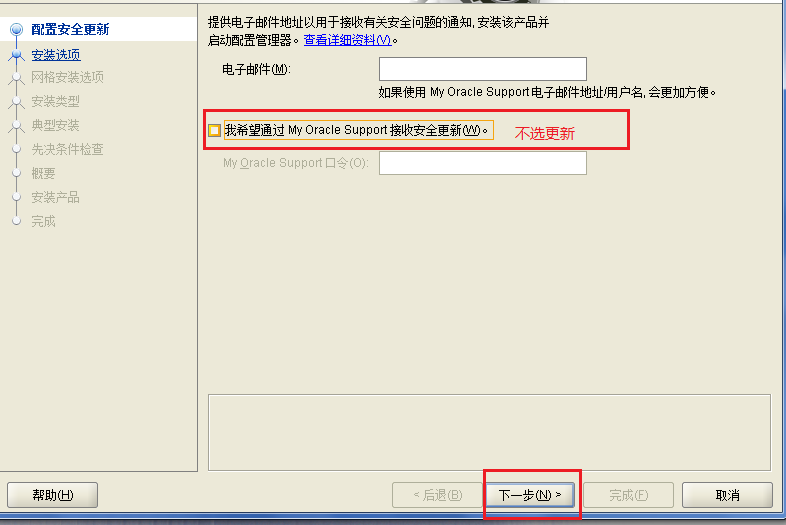 配置安全更新
安装选项
网格安装选项
安装类型
典型安装
先决条件检查
概要
安装产品
完成
提供电子邮件地址以用于接收有关安全问题的通知, 安装该产品并
启动配置管理器。查看详细资料(V)。
电子邮件(M):
如果使用 My Oracle Support 电子邮件地址/用户名, 会更加方便。
我希望通过 My Oracle Support 接收安全更新(W)。
不选更新
My Oracle Support 口令(O):
帮助(H)
< 后退(B)
下一步(N) >
完成(F)
取消